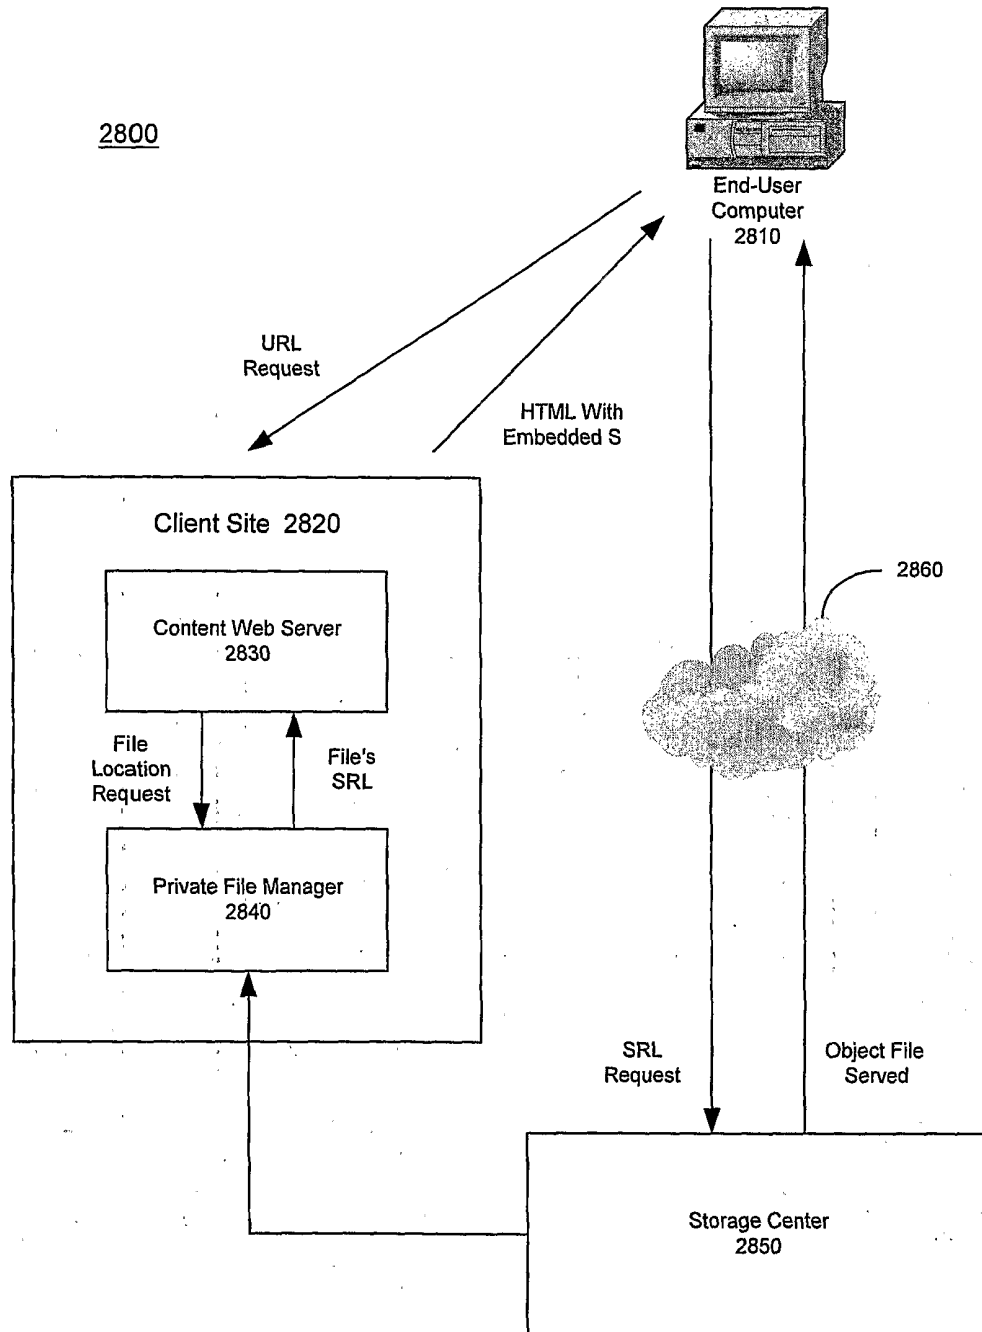 2800
End-User
Computer
2810
URL
Request
HTML With
Embedded S
Client Site 2820
2860
Content Web Server
2830
File
Location
Request
File's
SRL
Private File Manager
2840
SRL
Request
Object File
Served
Storage Center
2850